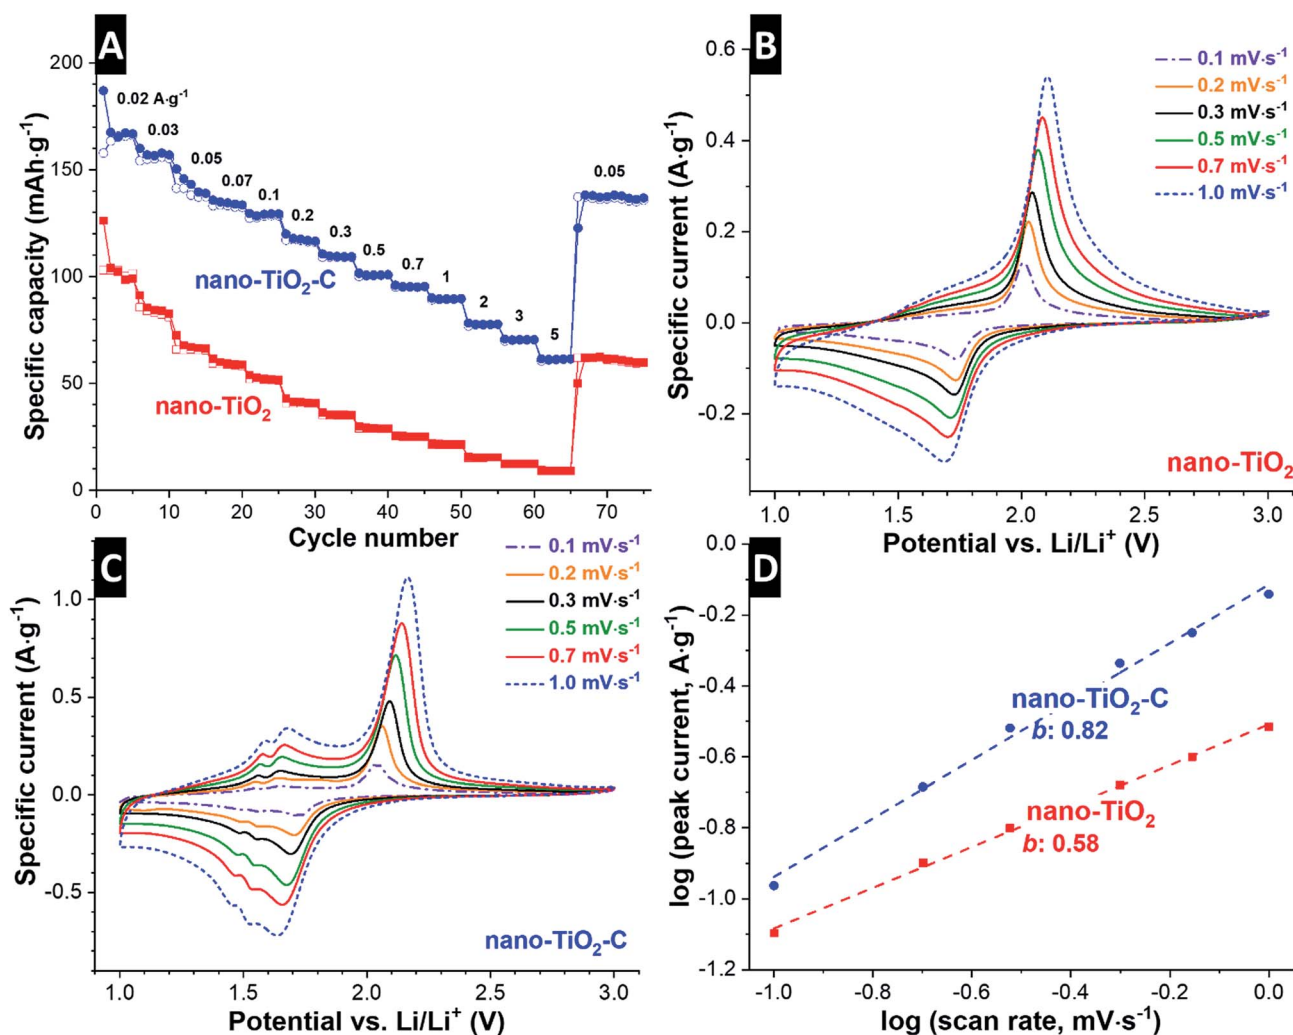 A
Specific capacity (mAh·g⁻¹)
200
150
100
50
0
0.02 A·g⁻¹
0.03
0.05
0.07
0.1
0.2
0.3
0.5
0.7
1
2
3
5
0.05
nano-TiO₂-C
nano-TiO₂
0 10 20 30 40 50 60 70
Cycle number
B
Specific current (A·g⁻¹)
0.6
0.4
0.2
0.0
-0.2
0.1 mV·s⁻¹
0.2 mV·s⁻¹
0.3 mV·s⁻¹
0.5 mV·s⁻¹
0.7 mV·s⁻¹
1.0 mV·s⁻¹
nano-TiO₂
1.0 1.5 2.0 2.5 3.0
Potential vs. Li/Li⁺ (V)
C
Specific current (A·g⁻¹)
1.0
0.5
0.0
-0.5
0.1 mV·s⁻¹
0.2 mV·s⁻¹
0.3 mV·s⁻¹
0.5 mV·s⁻¹
0.7 mV·s⁻¹
1.0 mV·s⁻¹
nano-TiO₂-C
1.0 1.5 2.0 2.5 3.0
Potential vs. Li/Li⁺ (V)
D
log (peak current, A·g⁻¹)
0.0
-0.2
-0.4
-0.6
-0.8
-1.0
-1.2
nano-TiO₂-C
b: 0.82
nano-TiO₂
b: 0.58
-1.0 -0.8 -0.6 -0.4 -0.2 0.0
log (scan rate, mV·s⁻¹)